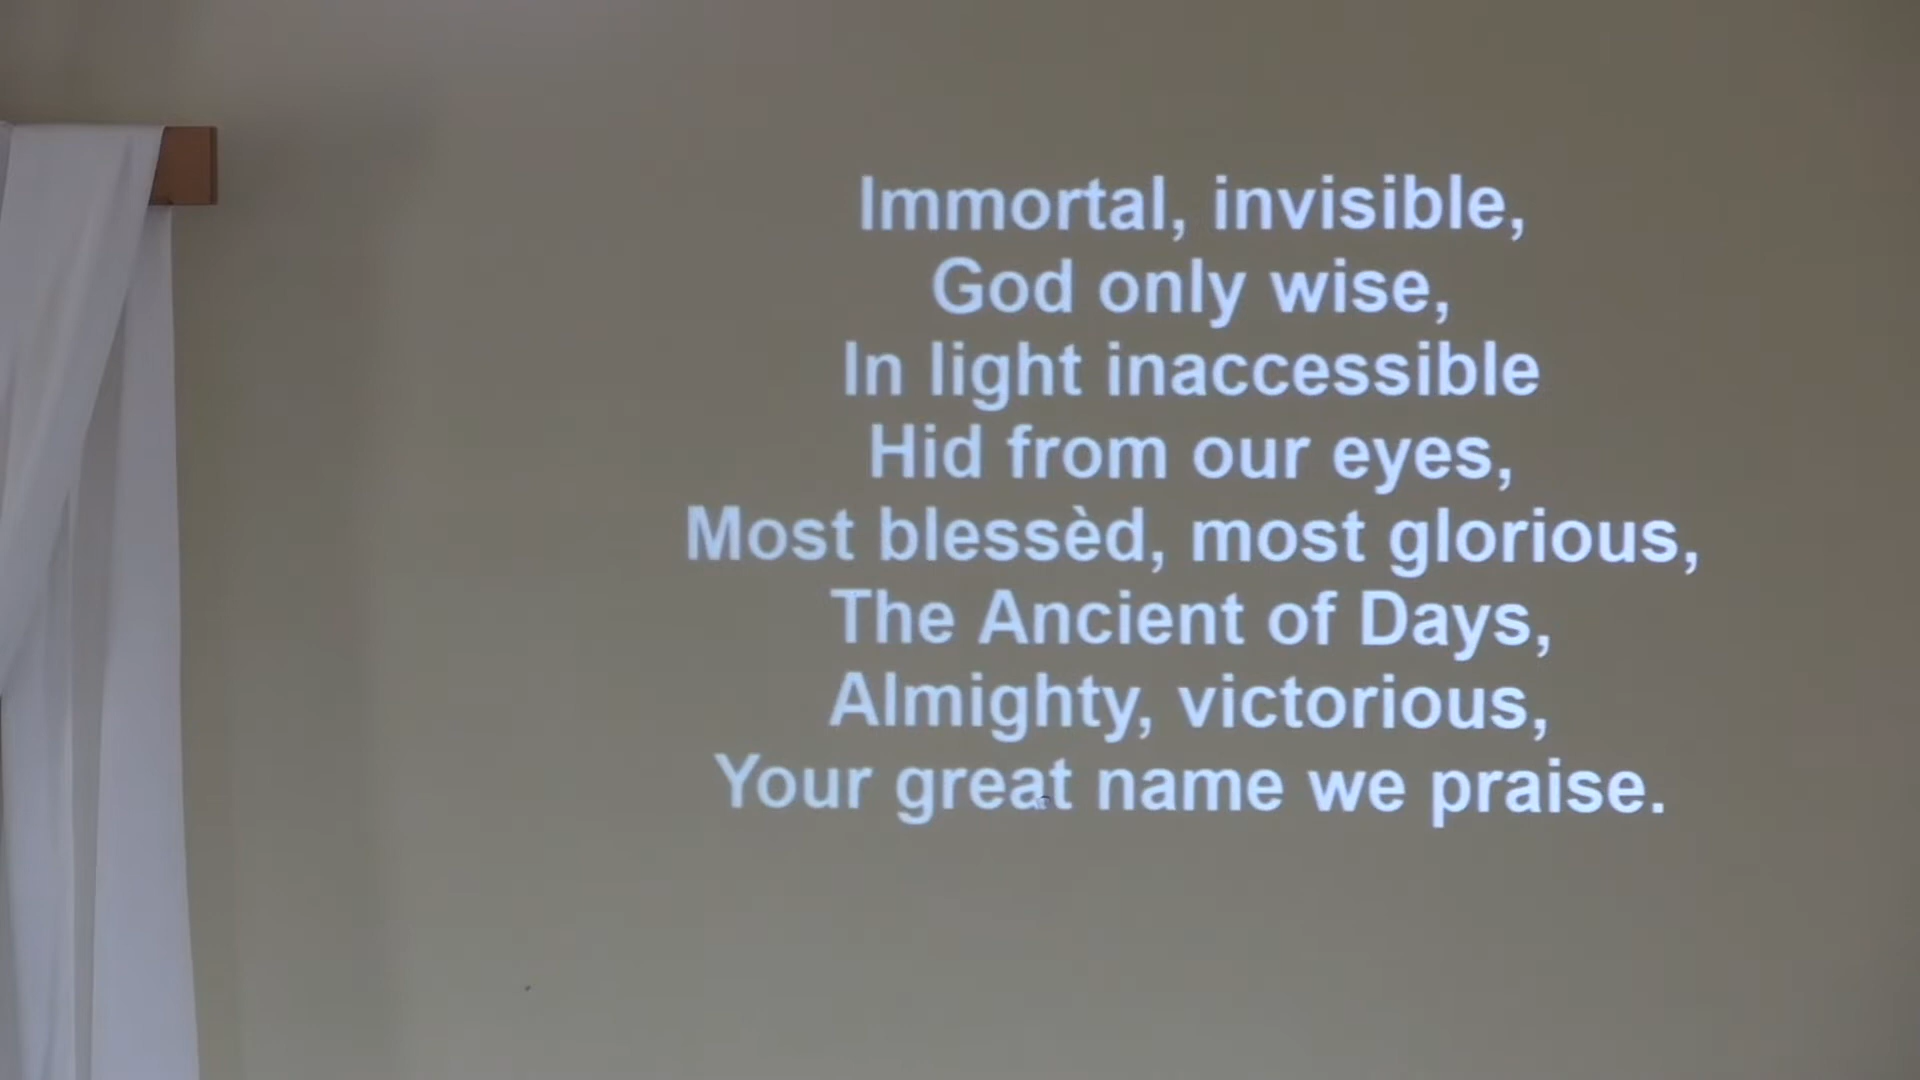 Immortal, invisible,
God only wise,
In light inaccessible
Hid from our eyes,
Most blessèd, most glorious,
The Ancient of Days,
Almighty, victorious,
Your great name we praise.